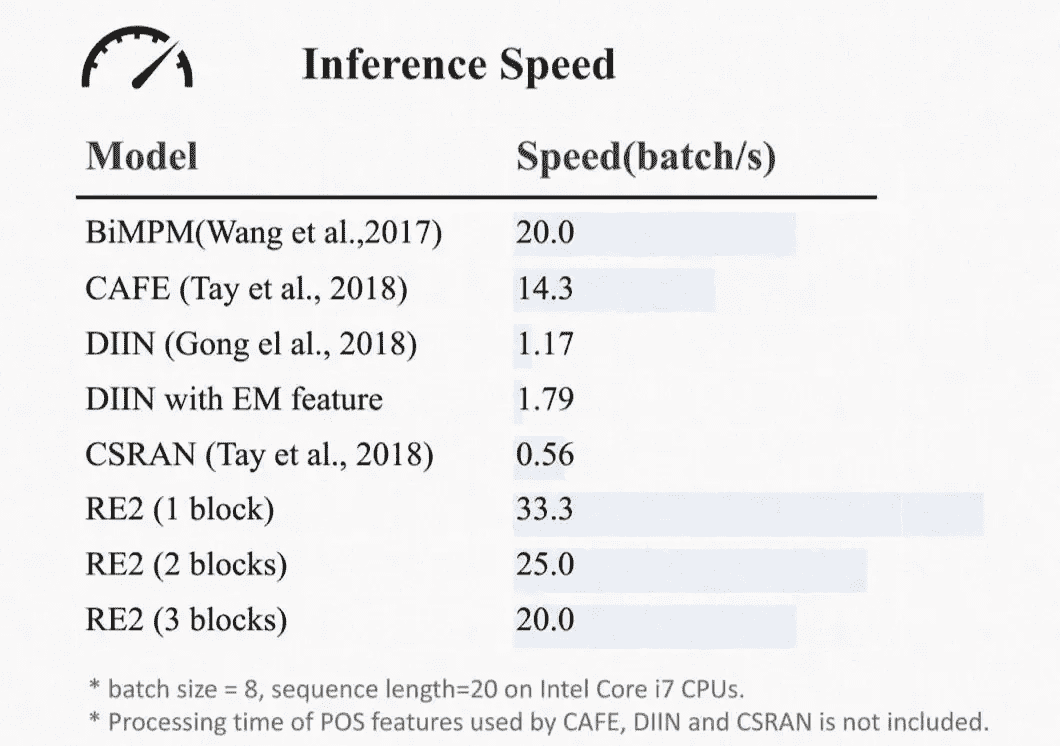 Inference Speed
Model Speed(batch/s)
BiMPM(Wang et al.,2017) 20.0
CAFE (Tay et al., 2018) 14.3
DIIN (Gong el al., 2018) 1.17
DIIN with EM feature 1.79
CSRAN (Tay et al., 2018) 0.56
RE2 (1 block) 33.3
RE2 (2 blocks) 25.0
RE2 (3 blocks) 20.0
* batch size = 8, sequence length=20 on Intel Core i7 CPUs.
* Processing time of POS features used by CAFE, DIIN and CSRAN is not included.